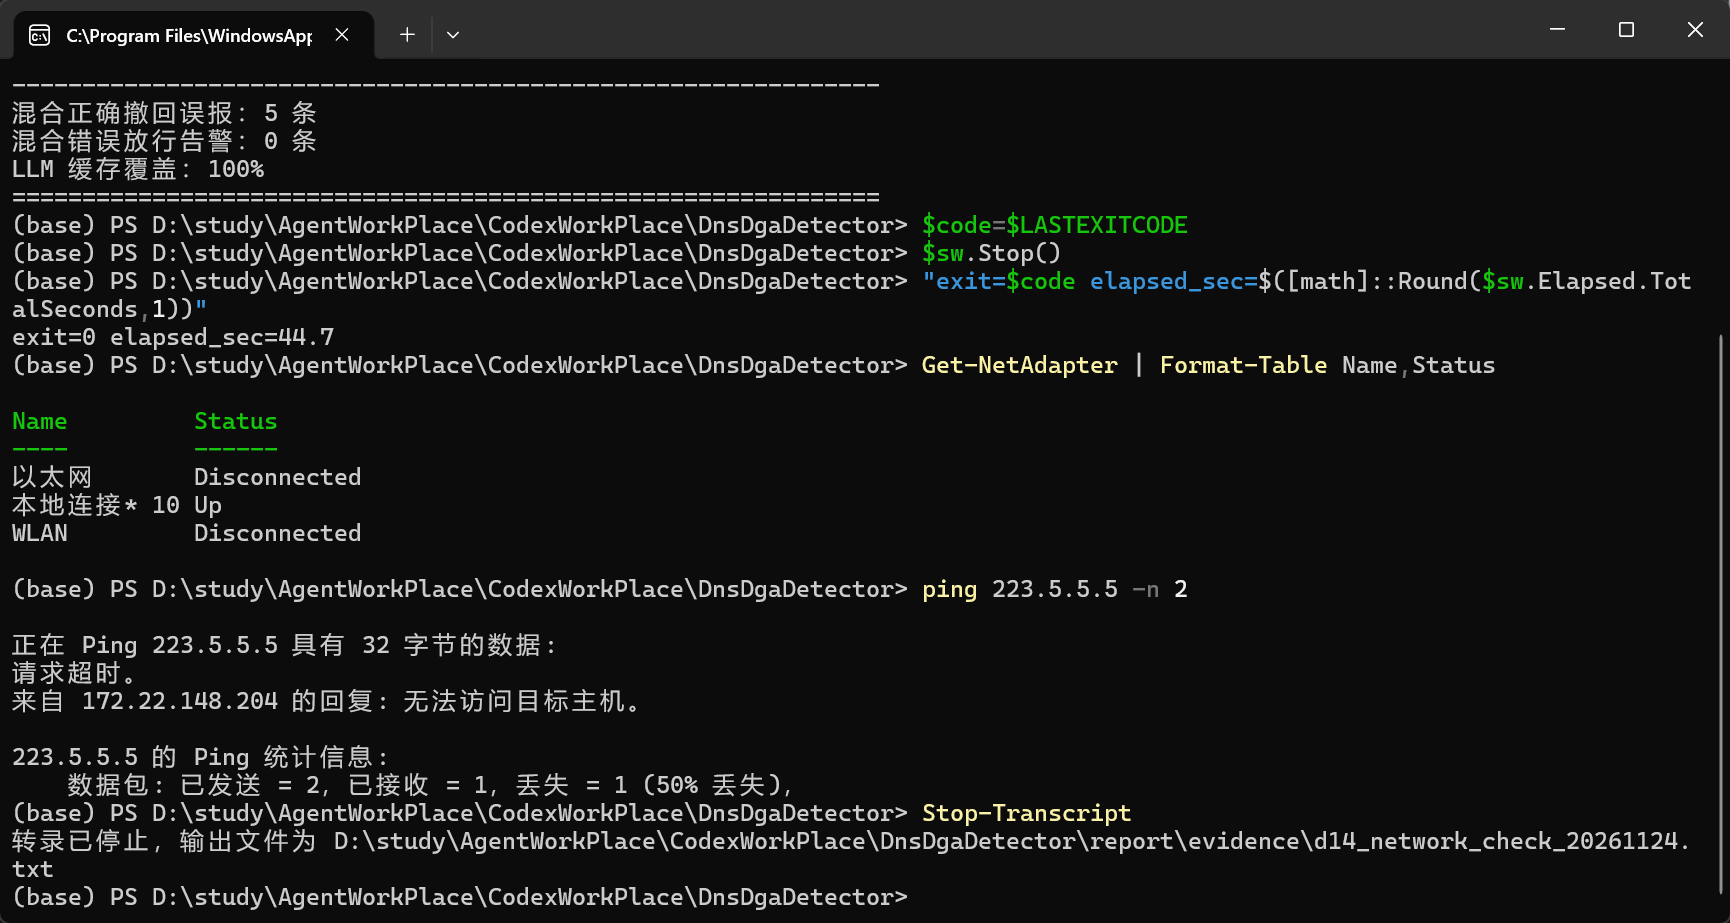 C:\Program Files\WindowsApp
--------------------------------------------------------------
混合正确撤回误报: 5 条
混合错误放行告警: 0 条
LLM 缓存覆盖: 100%
==============================================================
(base) PS D:\study\AgentWorkPlace\CodexWorkPlace\DnsDgaDetector> $code=$LASTEXITCODE
(base) PS D:\study\AgentWorkPlace\CodexWorkPlace\DnsDgaDetector> $sw.Stop()
(base) PS D:\study\AgentWorkPlace\CodexWorkPlace\DnsDgaDetector> "exit=$code elapsed_sec=$([math]::Round($sw.Elapsed.Tot
alSeconds,1))"
exit=0 elapsed_sec=44.7
(base) PS D:\study\AgentWorkPlace\CodexWorkPlace\DnsDgaDetector> Get-NetAdapter | Format-Table Name,Status
Name         Status
----         ------
以太网       Disconnected
本地连接* 10 Up
WLAN         Disconnected
(base) PS D:\study\AgentWorkPlace\CodexWorkPlace\DnsDgaDetector> ping 223.5.5.5 -n 2
正在 Ping 223.5.5.5 具有 32 字节的数据:
请求超时。
来自 172.22.148.204 的回复: 无法访问目标主机。
223.5.5.5 的 Ping 统计信息:
    数据包: 已发送 = 2, 已接收 = 1, 丢失 = 1 (50% 丢失),
(base) PS D:\study\AgentWorkPlace\CodexWorkPlace\DnsDgaDetector> Stop-Transcript
转录已停止, 输出文件为 D:\study\AgentWorkPlace\CodexWorkPlace\DnsDgaDetector\report\evidence\d14_network_check_20261124.
txt
(base) PS D:\study\AgentWorkPlace\CodexWorkPlace\DnsDgaDetector>